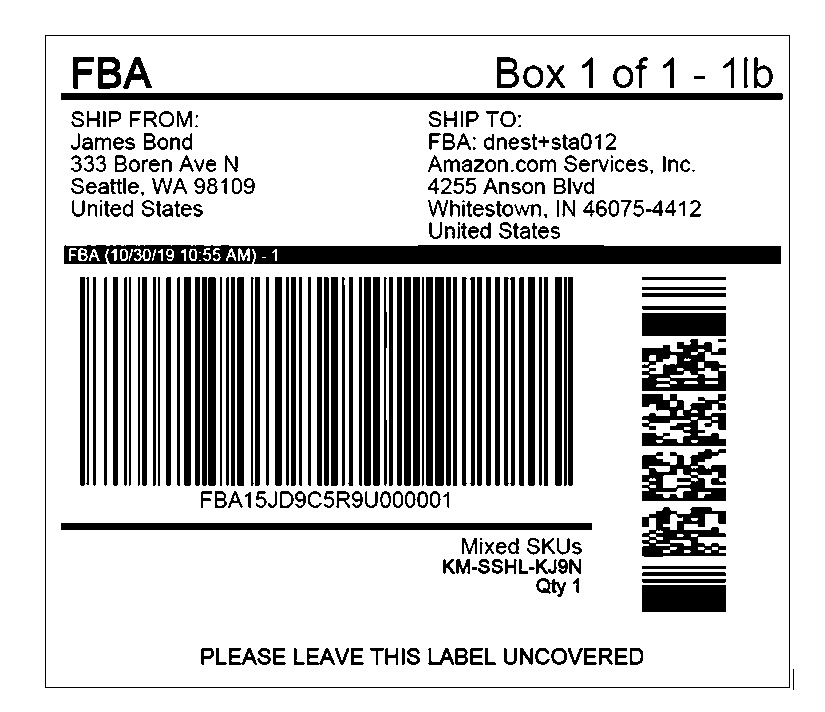 FBA
Box 1 of 1 - 1lb
SHIP FROM:
James Bond
333 Boren Ave N
Seattle, WA 98109
United States
SHIP TO:
FBA: dnest+sta012
Amazon.com Services, Inc.
4255 Anson Blvd
Whitestown, IN 46075-4412
United States
FBA (10/30/19 10:55 AM) - 1
FBA15JD9C5R9U000001
Mixed SKUs
KM-SSHL-KJ9N
Qty 1
PLEASE LEAVE THIS LABEL UNCOVERED